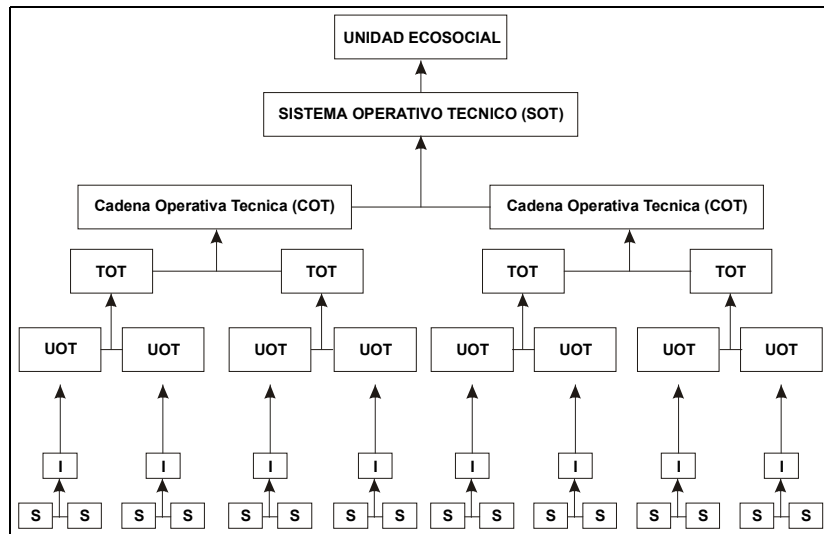 UNIDAD ECOSOCIAL
SISTEMA OPERATIVO TECNICO (SOT)
Cadena Operativa Tecnica (COT) Cadena Operativa Tecnica (COT)
TOT TOT TOT TOT
UOT UOT UOT UOT UOT UOT UOT UOT
I I I I I I I I
S S S S S S S S S S S S S S S S